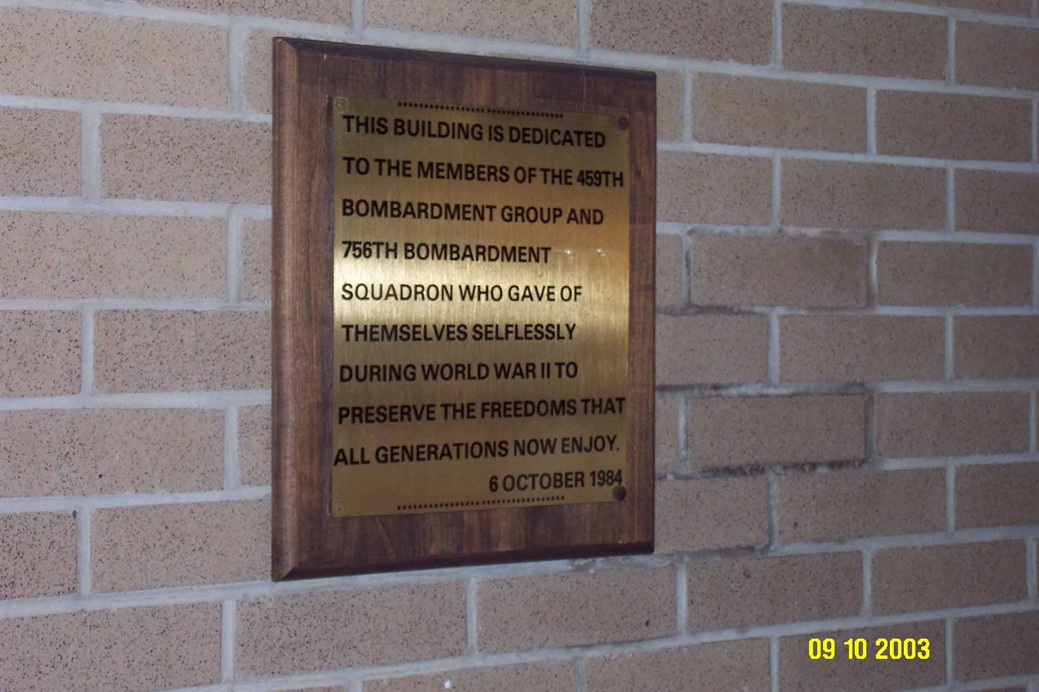 THIS BUILDING IS DEDICATED
TO THE MEMBERS OF THE 459TH
BOMBARDMENT GROUP AND
756TH BOMBARDMENT
SQUADRON WHO GAVE OF
THEMSELVES SELFLESSLY
DURING WORLD WAR II TO
PRESERVE THE FREEDOMS THAT
ALL GENERATIONS NOW ENJOY.
6 OCTOBER 1984
09 10 2003